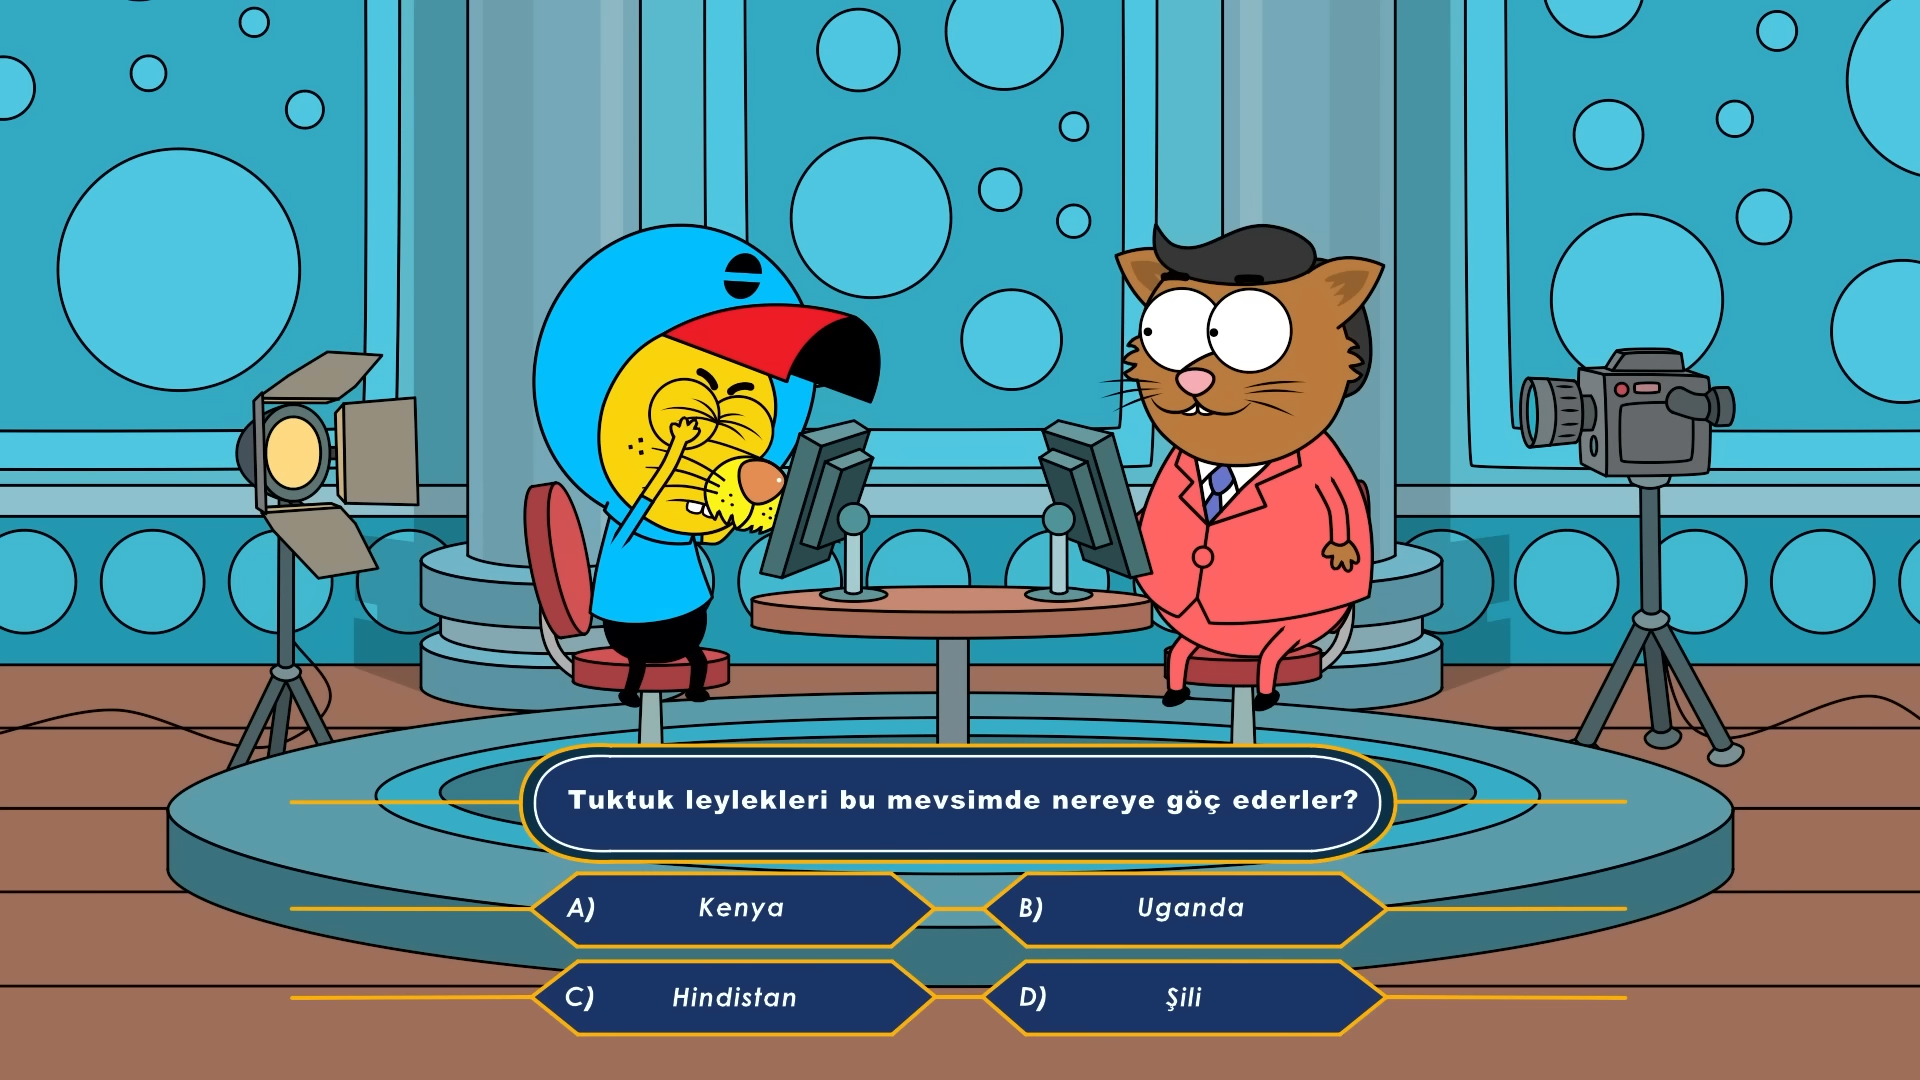 Tuktuk leylekleri bu mevsimde nereye göç ederler?
A) Kenya
B) Uganda
C) Hindistan
D) Şili